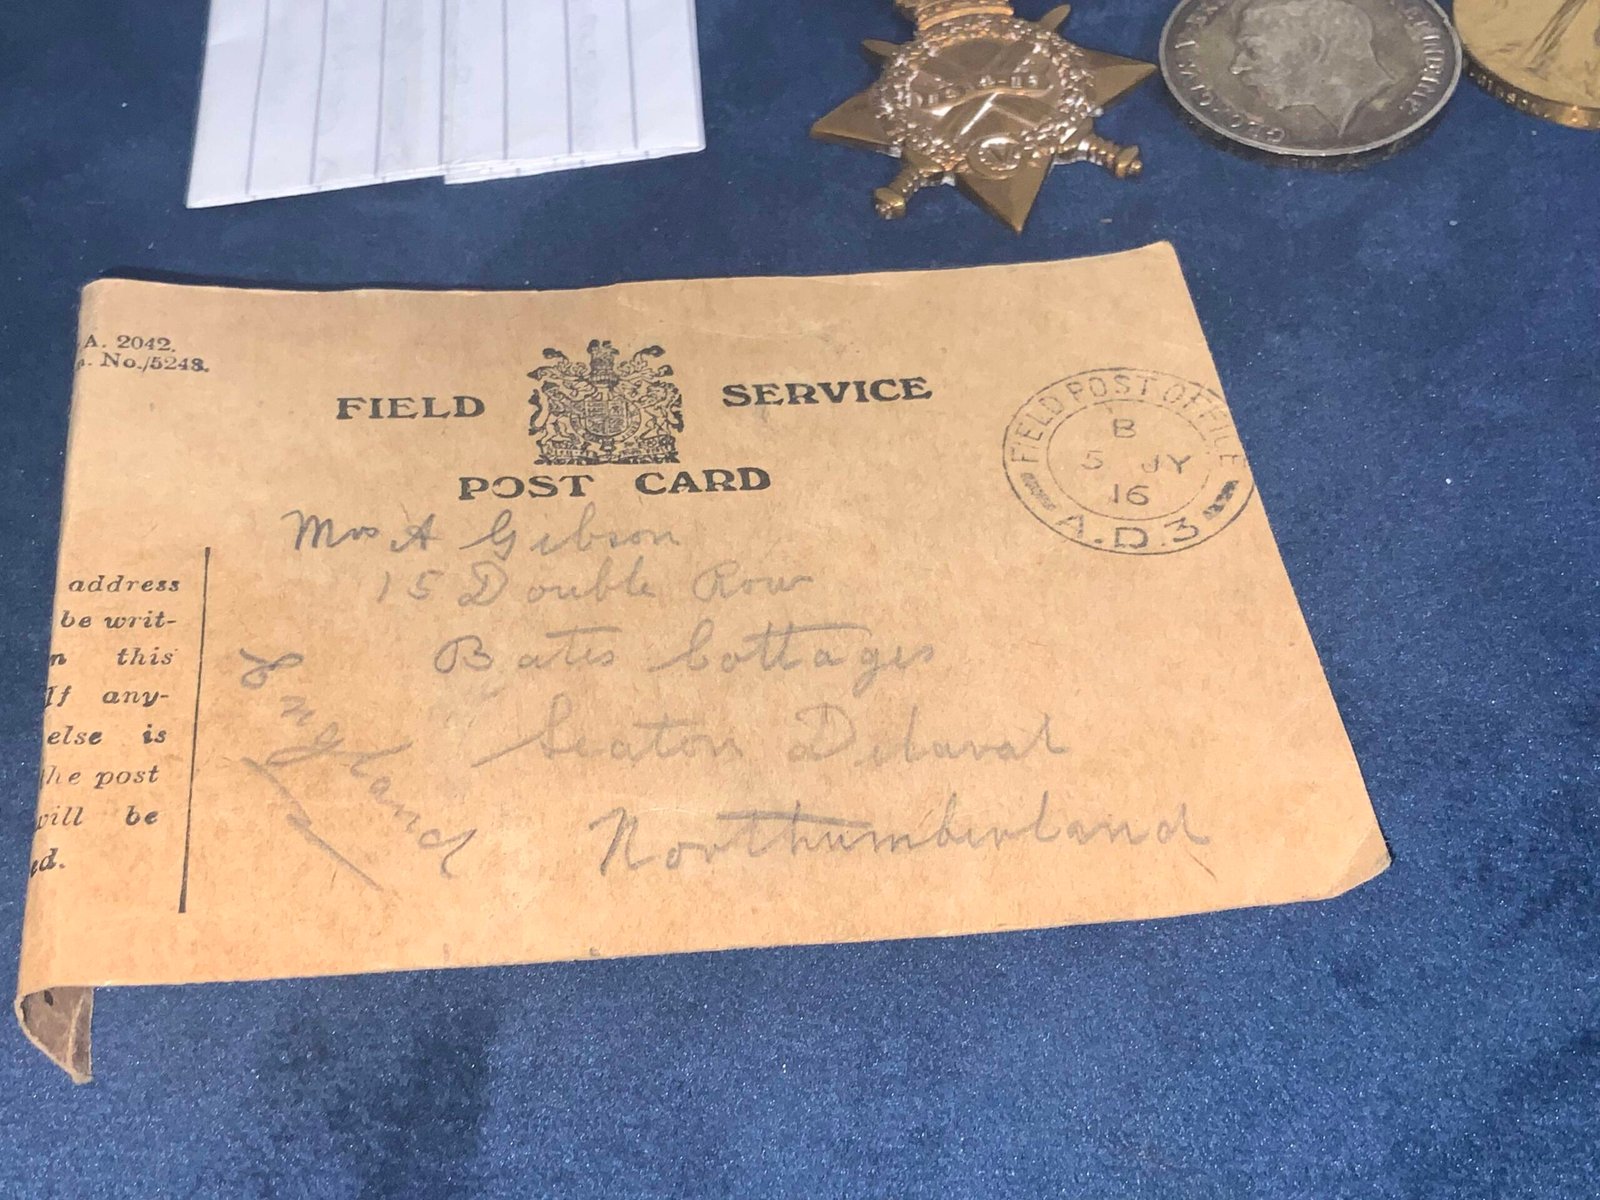 A. 2042.
No./5248.
FIELD SERVICE
POST CARD
FIELD POST OFFICE
B
5 JY
16
A.D.3
Mrs A Gibson
15 Double Row
Bates Cottages
Seaton Delaval
Northumberland
England
address
be writ-
this
If any-
else is
he post
will be
ed.